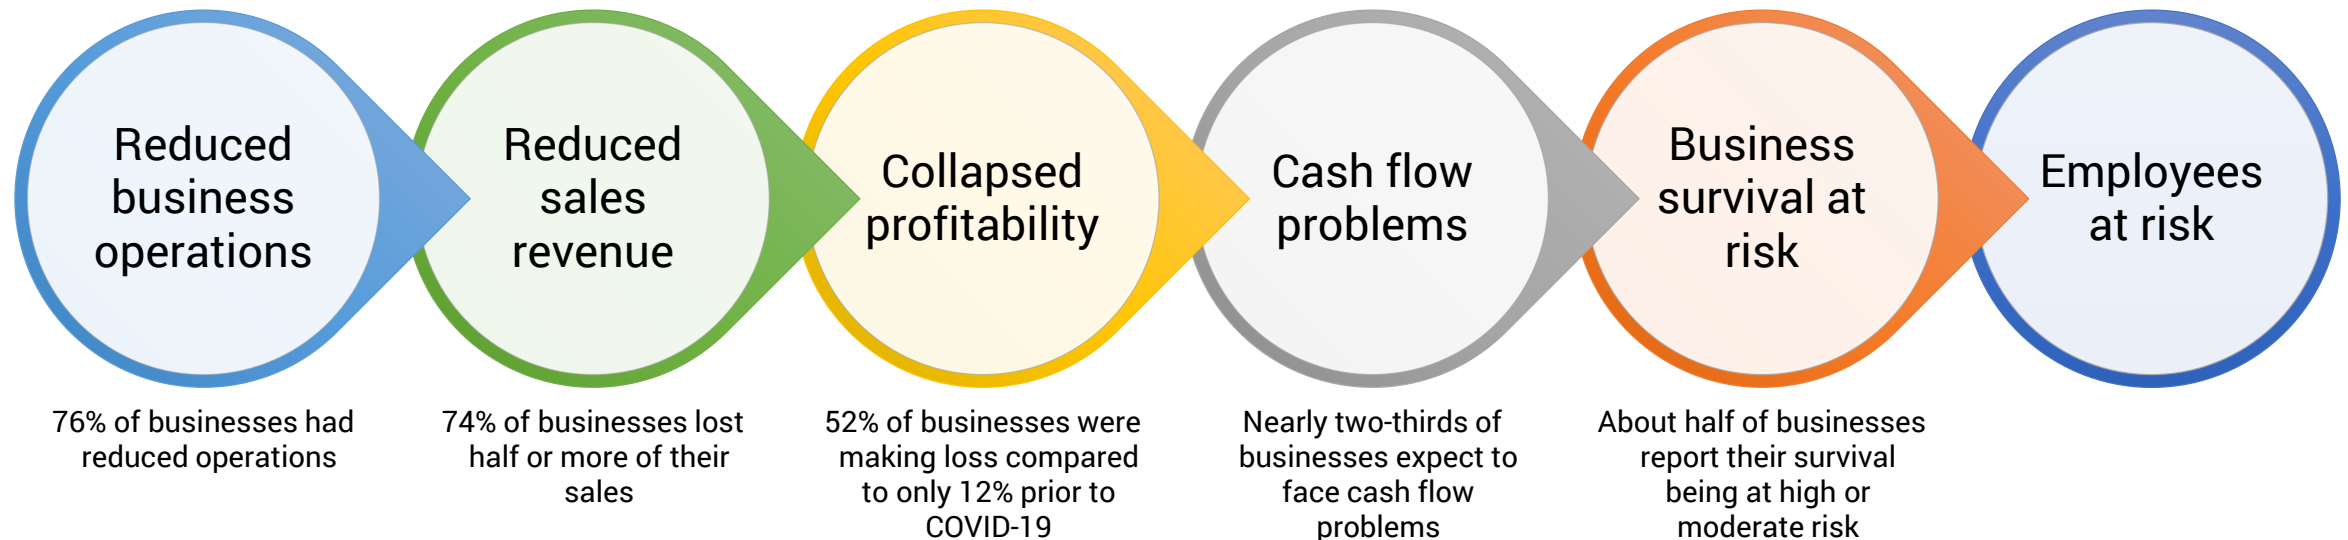 Reduced
business
operations
Reduced
sales
revenue
Collapsed
profitability
Cash flow
problems
Business
survival at
risk
Employees
at risk
76% of businesses had
reduced operations
74% of businesses lost
half or more of their
sales
52% of businesses were
making loss compared
to only 12% prior to
COVID-19
Nearly two-thirds of
businesses expect to
face cash flow
problems
About half of businesses
report their survival
being at high or
moderate risk